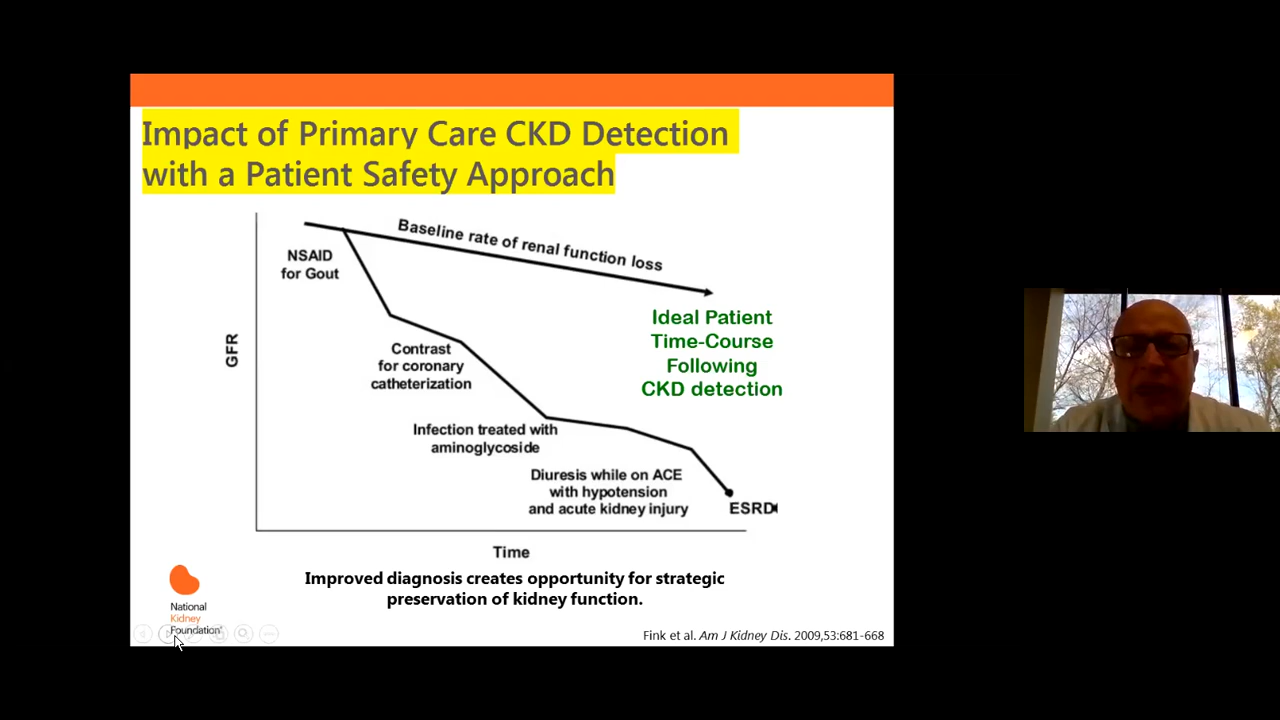 Impact of Primary Care CKD Detection
with a Patient Safety Approach
Baseline rate of renal function loss
NSAID
for Gout
Ideal Patient
Time-Course
Following
CKD detection
GFR
Contrast
for coronary
catheterization
Infection treated with
aminoglycoside
Diuresis while on ACE
with hypotension
and acute kidney injury
ESRD
Time
Improved diagnosis creates opportunity for strategic
preservation of kidney function.
National
Kidney
Foundation®
Fink et al. Am J Kidney Dis. 2009,53:681-668